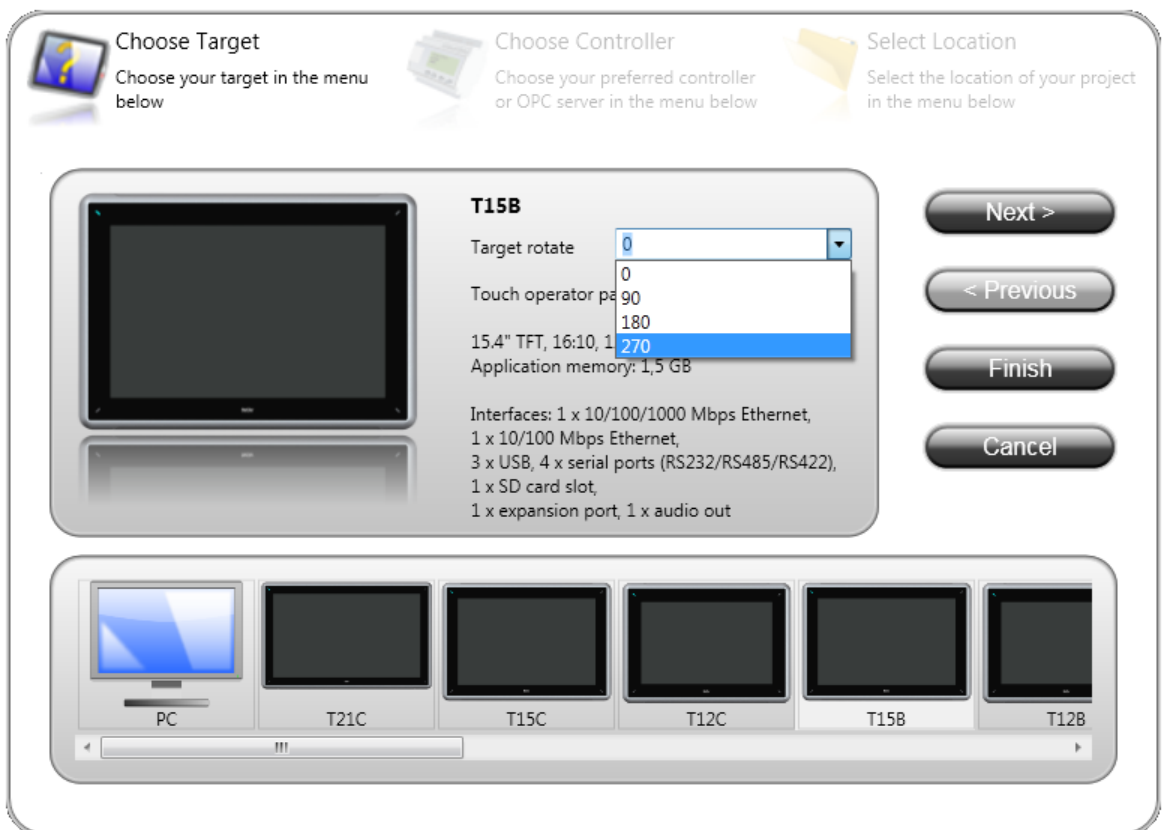 Choose Target
Choose your target in the menu
below
Choose Controller
Choose your preferred controller
or OPC server in the menu below
Select Location
Select the location of your project
in the menu below
T15B
Target rotate
0
0
90
180
270
Touch operator
15.4" TFT, 16:10,
Application memory: 1,5 GB
Interfaces: 1 x 10/100/1000 Mbps Ethernet,
1 x 10/100 Mbps Ethernet,
3 x USB, 4 x serial ports (RS232/RS485/RS422),
1 x SD card slot,
1 x expansion port, 1 x audio out
Next >
< Previous
Finish
Cancel
PC
T21C
T15C
T12C
T15B
T12B